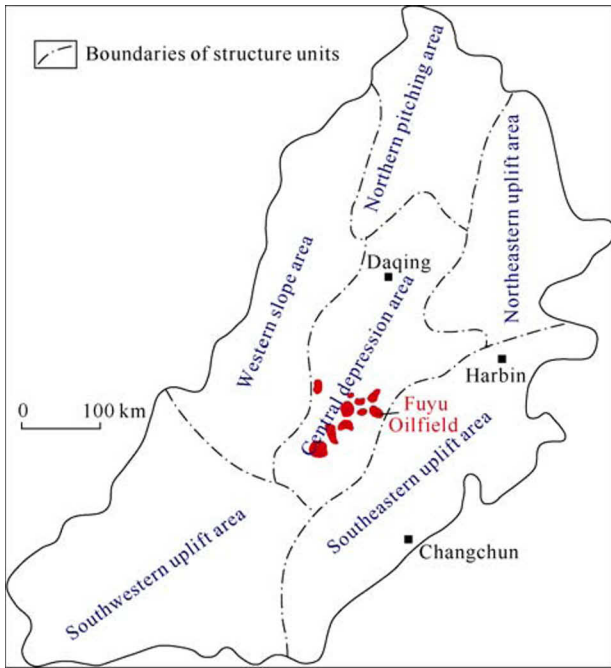 Boundaries of structure units
Northern pitching area
Northeastern uplift area
Daqing
Western slope area
Central depression area
Harbin
0 100 km
Fuyu
Oilfield
Southeastern uplift area
Changchun
Southwestern uplift area